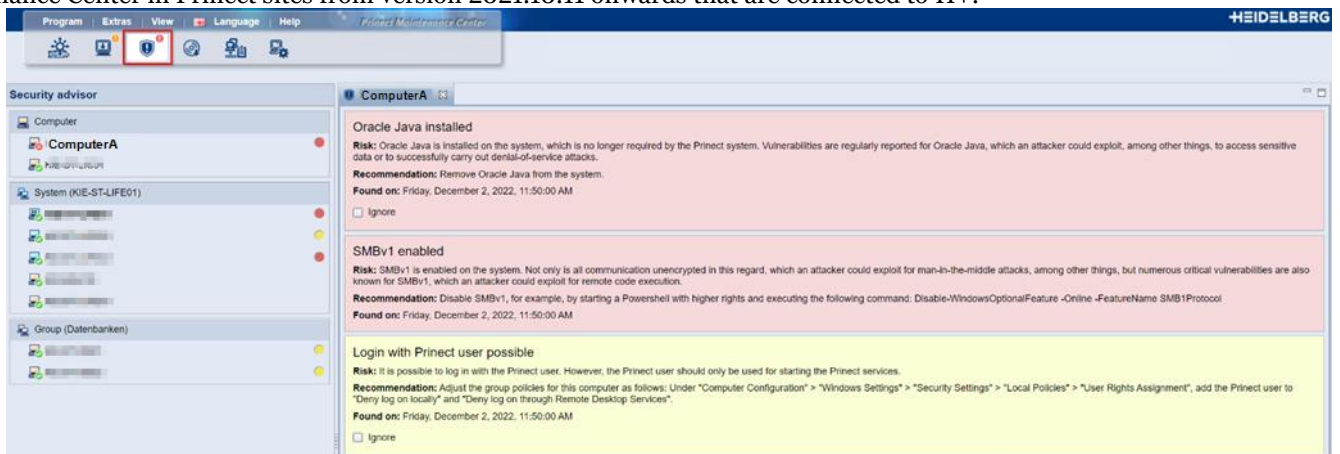 Center in Prinect sites from version 2021.10.11 onwards that are connected to
Program Extras View Language Help Prinect Maintenance Center HEIDELBERG
Security advisor
ComputerA
Computer
ComputerA
System (KIE-ST-LIFE01)
Group (Datenbanken)
Oracle Java installed
Risk: Oracle Java is installed on the system, which is no longer required by the Prinect system. Vulnerabilities are regularly reported for Oracle Java, which an attacker could exploit, among other things, to access sensitive
data or to successfully carry out denial-of-service attacks.
Recommendation: Remove Oracle Java from the system.
Found on: Friday, December 2, 2022, 11:50:00 AM
Ignore
SMBv1 enabled
Risk: SMBv1 is enabled on the system. Not only is all communication unencrypted in this regard, which an attacker could exploit for man-in-the-middle attacks, among other things, but numerous critical vulnerabilities are also
known for SMBv1, which an attacker could exploit for remote code execution.
Recommendation: Disable SMBv1, for example, by starting a Powershell with higher rights and executing the following command: Disable-WindowsOptionalFeature -Online -FeatureName SMB1Protocol
Found on: Friday, December 2, 2022, 11:50:00 AM
Login with Prinect user possible
Risk: It is possible to log in with the Prinect user. However, the Prinect user should only be used for starting the Prinect services.
Recommendation: Adjust the group policies for this computer as follows: Under "Computer Configuration" > "Windows Settings" > "Security Settings" > "Local Policies" > "User Rights Assignment", add the Prinect user to
"Deny log on locally" and "Deny log on through Remote Desktop Services".
Found on: Friday, December 2, 2022, 11:50:00 AM
Ignore